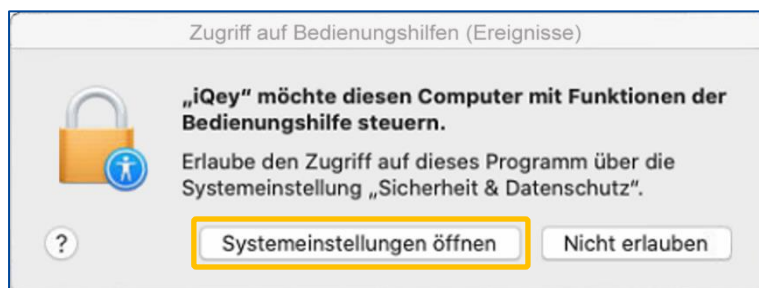 Zugriff auf Bedienungshilfen (Ereignisse)
„iQey“ möchte diesen Computer mit Funktionen der
Bedienungshilfe steuern.
Erlaube den Zugriff auf dieses Programm über die
Systemeinstellung „Sicherheit & Datenschutz“.
?
Systemeinstellungen öffnen
Nicht erlauben